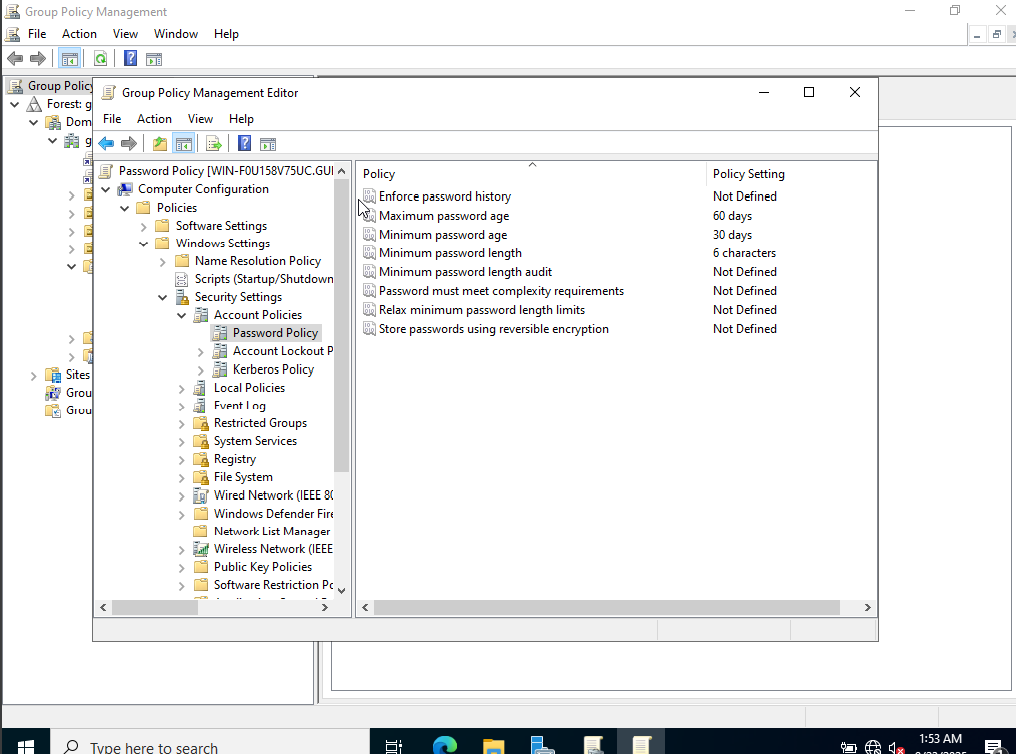 Group Policy Management
File Action View Window Help
Group Policy
Forest: g
Dom
g
Sites
Grou
Grou
Group Policy Management Editor
File Action View Help
Password Policy [WIN-F0U158V75UC.GUI
Computer Configuration
Policies
Software Settings
Windows Settings
Name Resolution Policy
Scripts (Startup/Shutdown
Security Settings
Account Policies
Password Policy
Account Lockout P
Kerberos Policy
Local Policies
Event Log
Restricted Groups
System Services
Registry
File System
Wired Network (IEEE 80
Windows Defender Fire
Network List Manager
Wireless Network (IEEE
Public Key Policies
Software Restriction Po
Policy Policy Setting
Enforce password history Not Defined
Maximum password age 60 days
Minimum password age 30 days
Minimum password length 6 characters
Minimum password length audit Not Defined
Password must meet complexity requirements Not Defined
Relax minimum password length limits Not Defined
Store passwords using reversible encryption Not Defined
Type here to search
1:53 AM